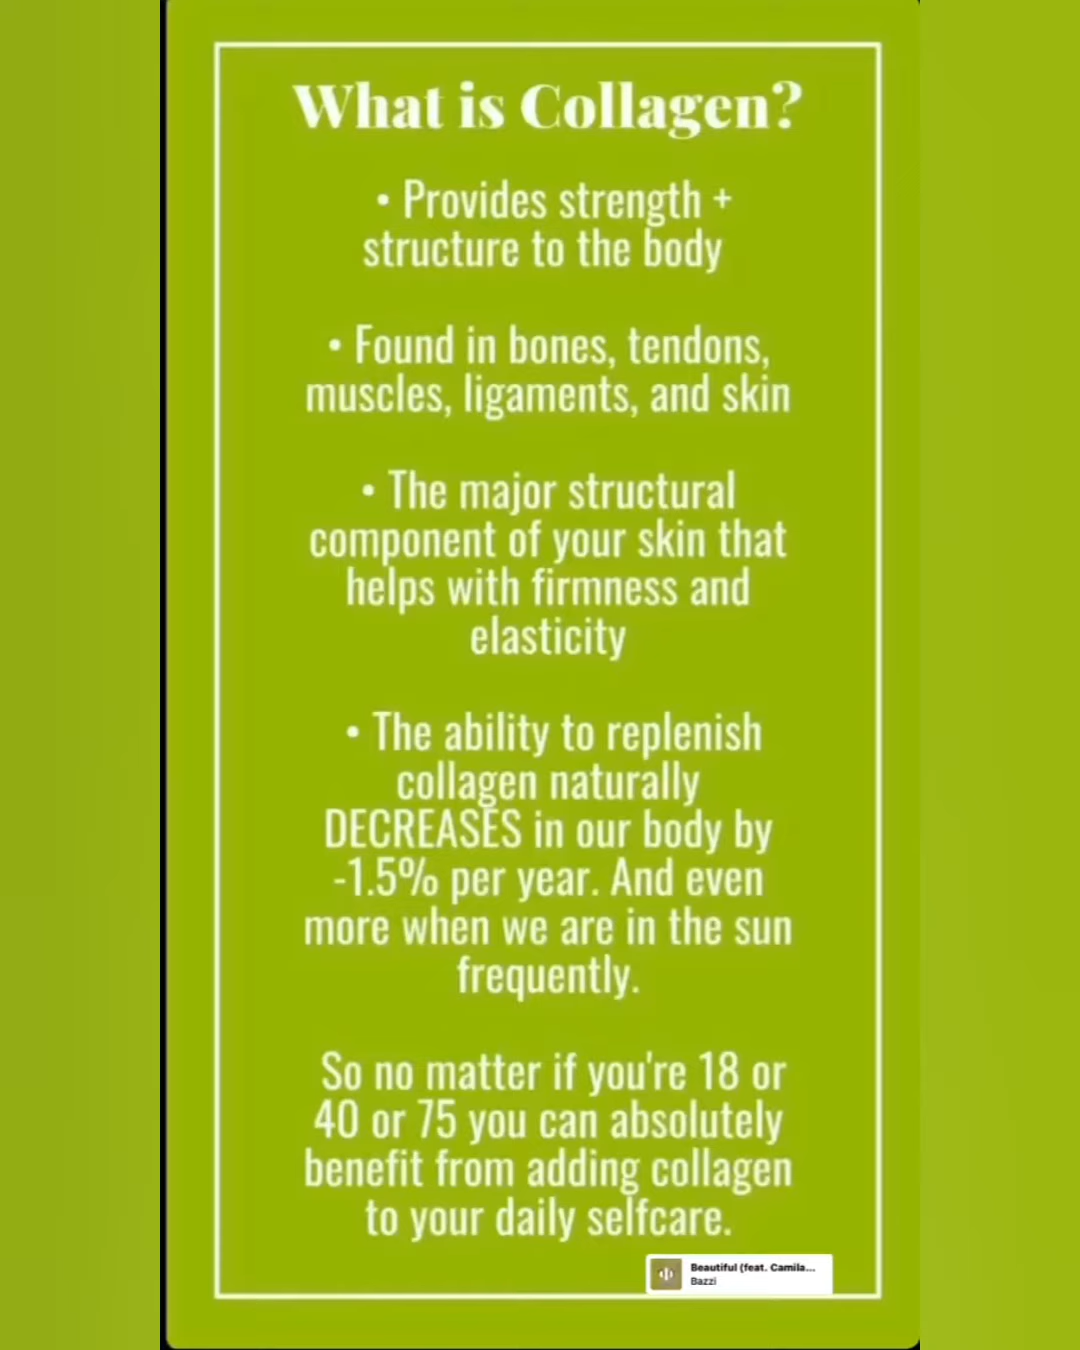 What is Collagen?
• Provides strength +
structure to the body
• Found in bones, tendons,
muscles, ligaments, and skin
• The major structural
component of your skin that
helps with firmness and
elasticity
• The ability to replenish
collagen naturally
DECREASES in our body by
-1.5% per year. And even
more when we are in the sun
frequently.
So no matter if you're 18 or
40 or 75 you can absolutely
benefit from adding collagen
to your daily selfcare.
Beautiful (feat. Camila...
Bazzi